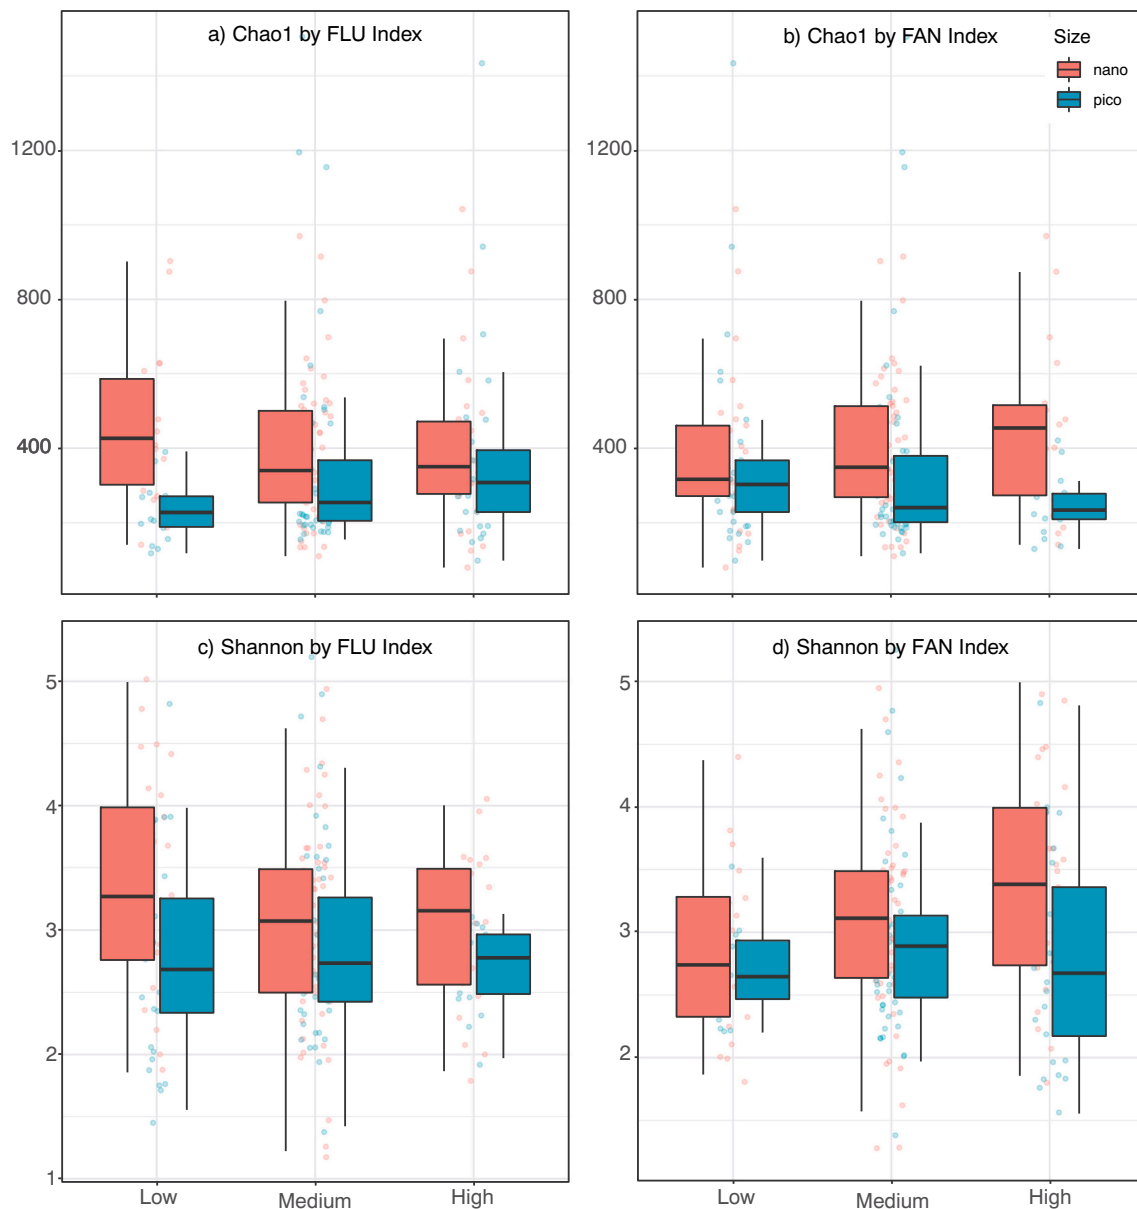 a) Chao1 by FLU Index
b) Chao1 by FAN Index
Size
nano
pico
1200
800
400
1200
800
400
c) Shannon by FLU Index
d) Shannon by FAN Index
5
4
3
2
1
5
4
3
2
Low
Medium
High
Low
Medium
High